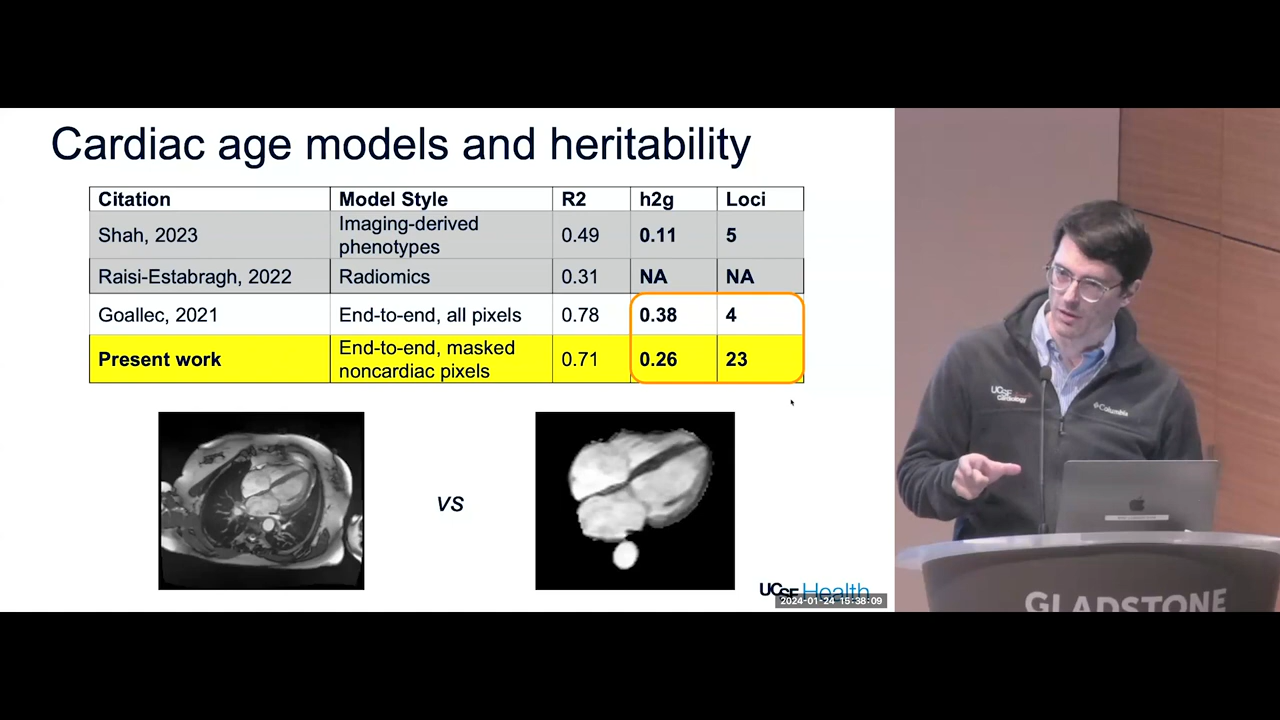 Cardiac age models and heritability
Citation Model Style R2 h2g Loci
Shah, 2023 Imaging-derived phenotypes 0.49 0.11 5
Raisi-Estabragh, 2022 Radiomics 0.31 NA NA
Goallec, 2021 End-to-end, all pixels 0.78 0.38 4
Present work End-to-end, masked noncardiac pixels 0.71 0.26 23
vs
UCSF Health
2024-01-24 15:38:09
UCSF
Cardiology
Columbia
GLADSTONE